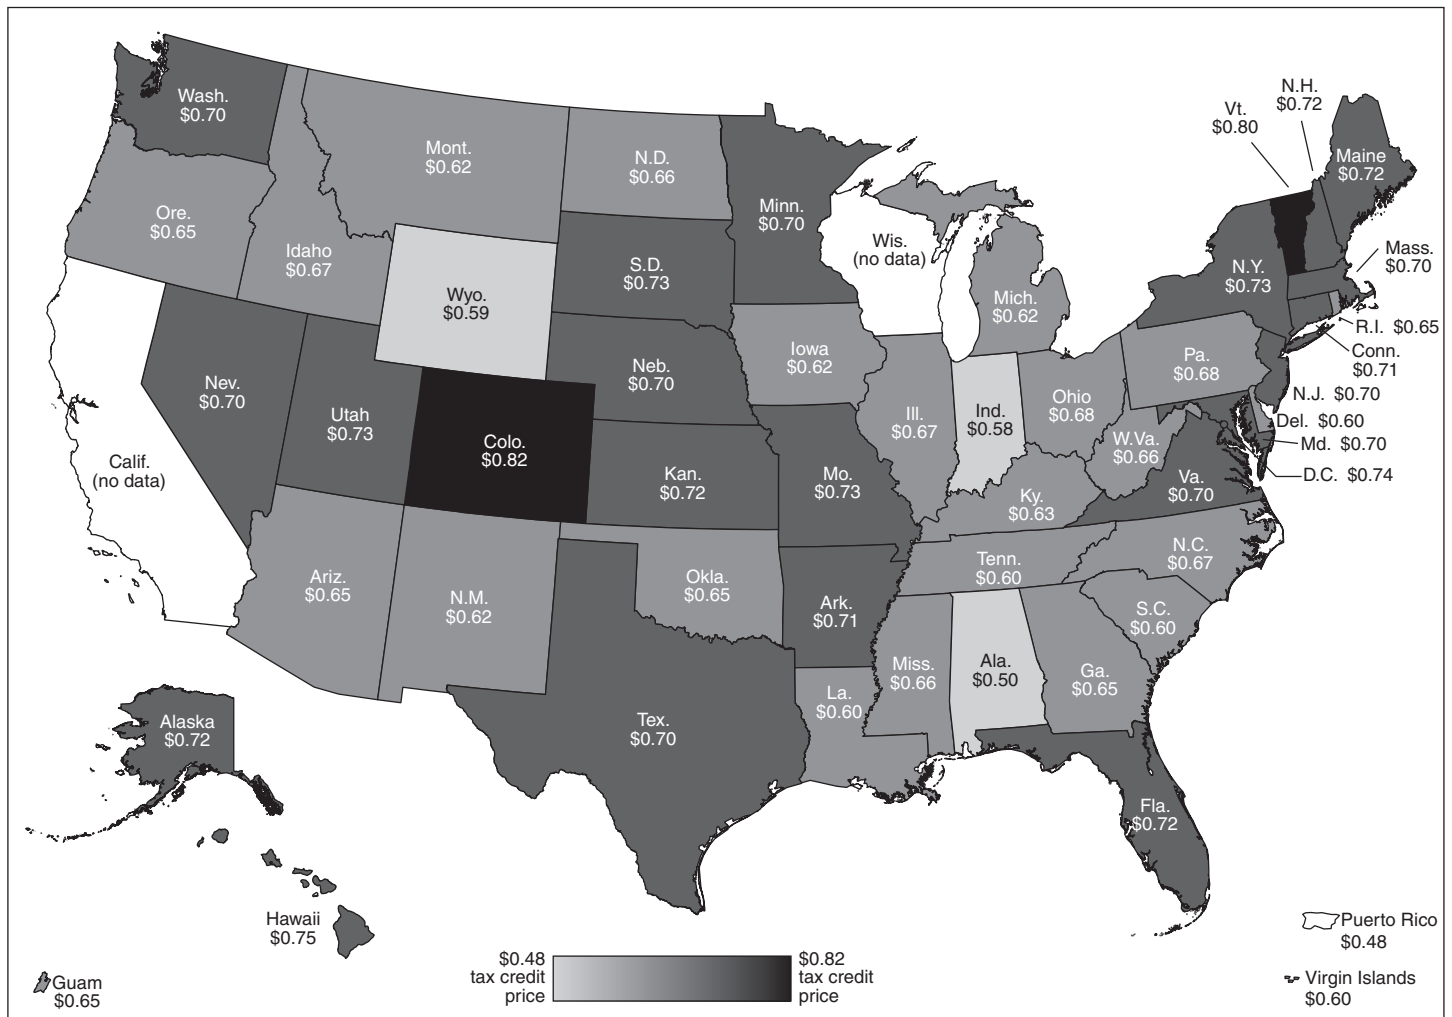 Wash.
$0.70
Ore.
$0.65
Idaho
$0.67
Mont.
$0.62
N.D.
$0.66
Minn.
$0.70
Wis.
(no data)
Wyo.
$0.59
S.D.
$0.73
Mich.
$0.62
Vt.
$0.80
N.H.
$0.72
Maine
$0.72
N.Y.
$0.73
Mass.
$0.70
R.I. $0.65
Conn.
$0.71
N.J. $0.70
Del. $0.60
Md. $0.70
D.C. $0.74
Calif.
(no data)
Nev.
$0.70
Utah
$0.73
Colo.
$0.82
Neb.
$0.70
Iowa
$0.62
Ill.
$0.67
Ind.
$0.58
Ohio
$0.68
Pa.
$0.68
W.Va.
$0.66
Va.
$0.70
Kan.
$0.72
Mo.
$0.73
Ky.
$0.63
Ariz.
$0.65
N.M.
$0.62
Okla.
$0.65
Ark.
$0.71
Tenn.
$0.60
N.C.
$0.67
S.C.
$0.60
Tex.
$0.70
La.
$0.60
Miss.
$0.66
Ala.
$0.50
Ga.
$0.65
Fla.
$0.72
Alaska
$0.72
Hawaii
$0.75
Guam
$0.65
$0.48
tax credit
price
$0.82
tax credit
price
Puerto Rico
$0.48
Virgin Islands
$0.60